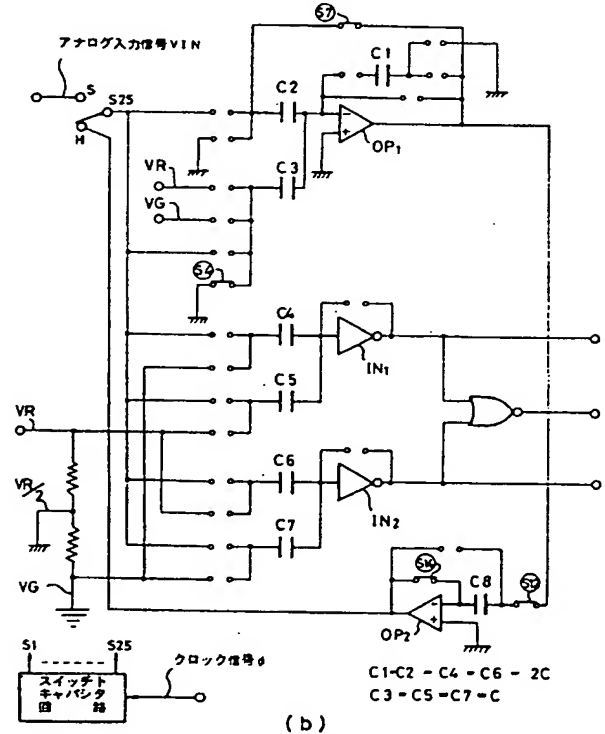 アナログ入力信号VIN
S
S25
H
S7
C1
C2
OP1
VR
C3
VG
S4
C4
IN1
C5
VR
C6
VR/2
IN2
C7
VG
S10
C8
S12
OP2
S1 ------ S25
クロック信号φ
スイッチト
キャパシタ
回路
C1-C2-C4-C6-2C
C3-C5-C7-C
(b)